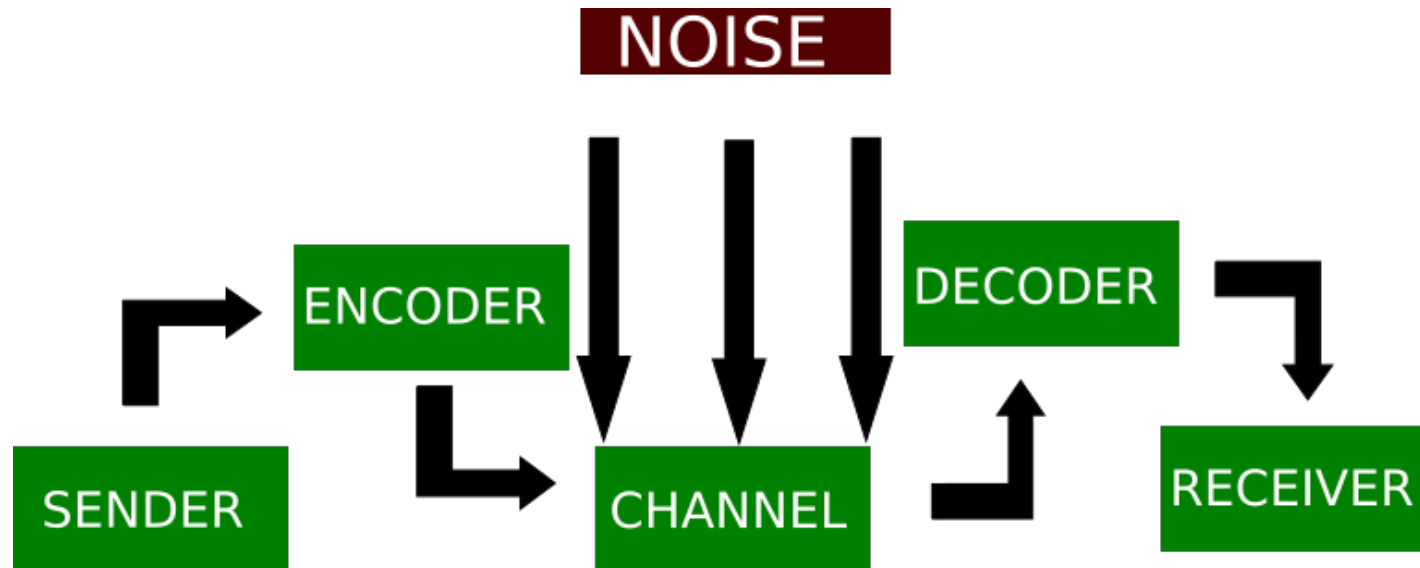 NOISE
ENCODER
DECODER
SENDER
CHANNEL
RECEIVER